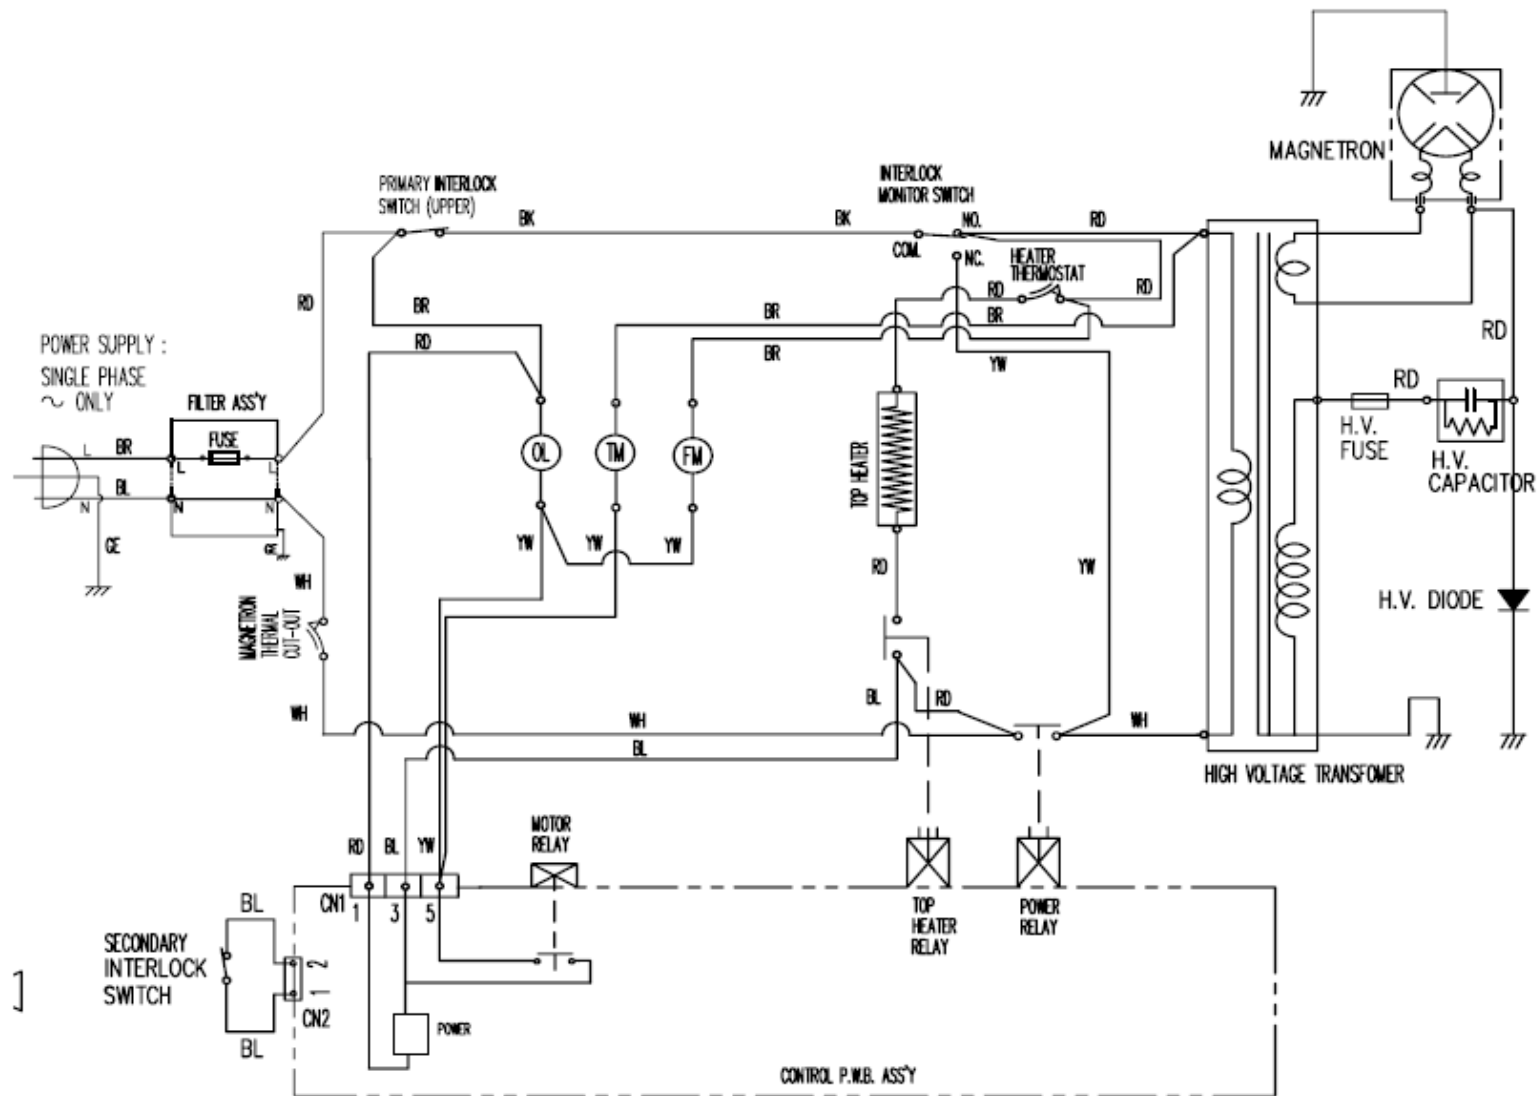 MAGNETRON
PRIMARY INTERLOCK
SWITCH (UPPER)
INTERLOCK
MONITOR SWITCH
BK
BK
NO.
RD
COM.
NC.
HEATER
THERMOSTAT
RD
RD
RD
BR
BR
BR
RD
BR
YW
RD
POWER SUPPLY :
SINGLE PHASE
~ ONLY
FILTER ASS'Y
FUSE
L
BR
L
L
BL
N
N
N
GE
GE
OL
TM
FM
TOP HEATER
RD
H.V.
FUSE
H.V.
CAPACITOR
YW
YW
YW
RD
YW
WH
MAGNETRON
THERMAL
CUT-OUT
H.V. DIODE
WH
WH
BL
RD
WH
BL
HIGH VOLTAGE TRANSFOMER
MOTOR
RELAY
RD
BL
YW
CN1
1
3
5
TOP
HEATER
RELAY
POWER
RELAY
BL
SECONDARY
INTERLOCK
SWITCH
2
1
CN2
BL
POWER
CONTROL P.W.B. ASS'Y